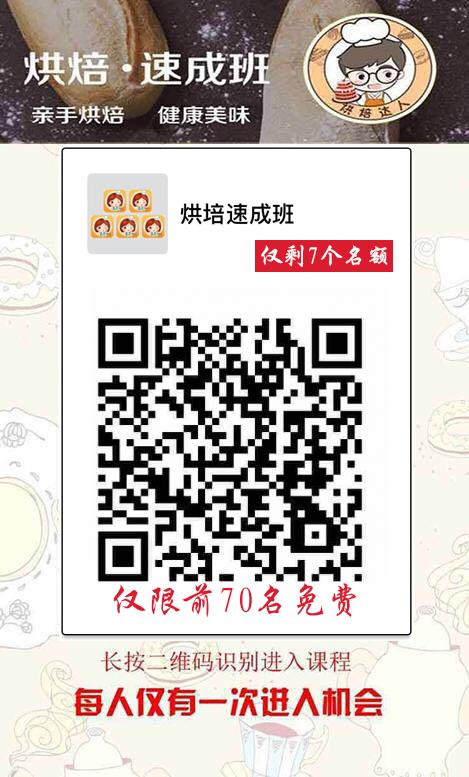 烘焙·速成班
亲手烘焙 健康美味
烘焙达人
烘培速成班
仅剩7个名额
仅限前70名免费
长按二维码识别进入课程
每人仅有一次进入机会